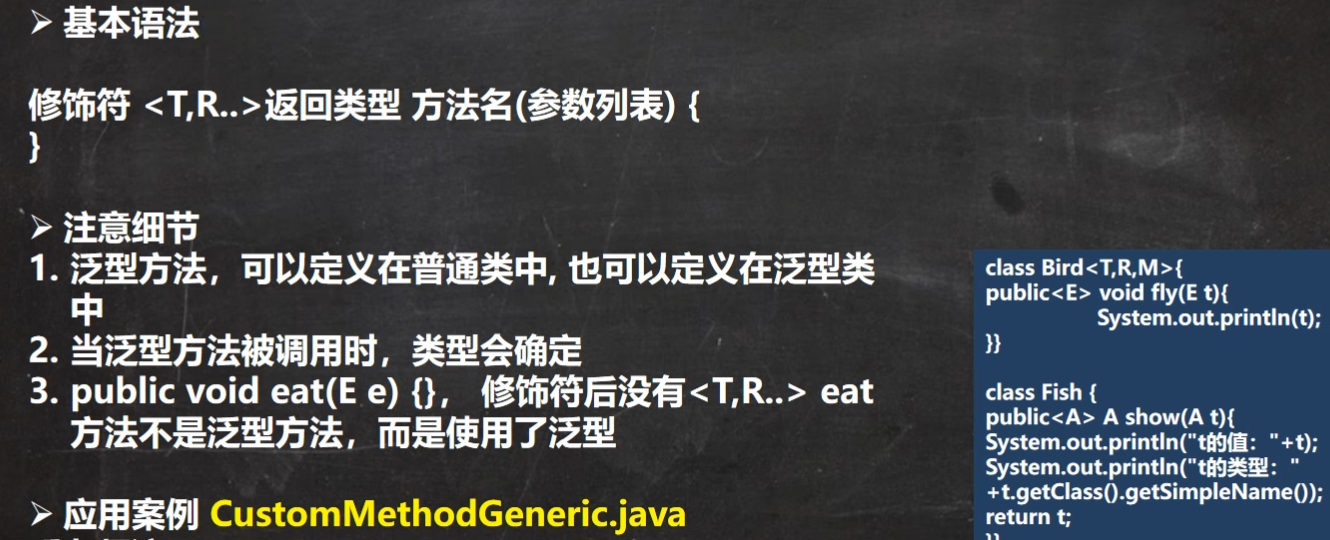 ➢ 基本语法
修饰符 <T,R..>返回类型 方法名(参数列表) {
}
➢ 注意细节
1. 泛型方法，可以定义在普通类中, 也可以定义在泛型类
中
2. 当泛型方法被调用时，类型会确定
3. public void eat(E e) {}， 修饰符后没有<T,R..> eat
方法不是泛型方法，而是使用了泛型
➢ 应用案例 CustomMethodGeneric.java
class Bird<T,R,M>{
public<E> void fly(E t){
System.out.println(t);
}}
class Fish {
public<A> A show(A t){
System.out.println("t的值："+t);
System.out.println("t的类型："
+t.getClass().getSimpleName());
return t;
}}